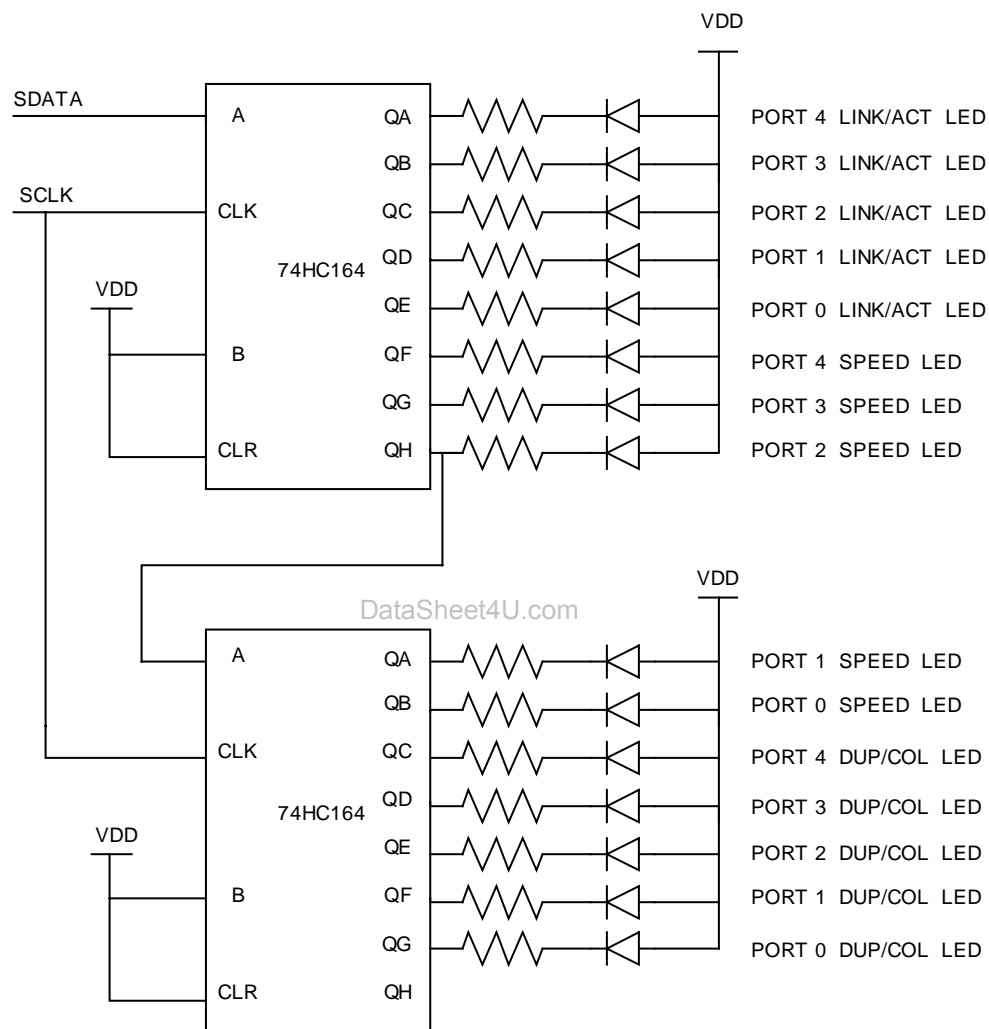 VDD
SDATA
A QA PORT 4 LINK/ACT LED
QB PORT 3 LINK/ACT LED
SCLK
CLK QC PORT 2 LINK/ACT LED
QD PORT 1 LINK/ACT LED
74HC164
VDD
QE PORT 0 LINK/ACT LED
B QF PORT 4 SPEED LED
QG PORT 3 SPEED LED
CLR QH PORT 2 SPEED LED
VDD
DataSheet4U.com
A QA PORT 1 SPEED LED
QB PORT 0 SPEED LED
CLK QC PORT 4 DUP/COL LED
QD PORT 3 DUP/COL LED
74HC164
VDD
QE PORT 2 DUP/COL LED
B QF PORT 1 DUP/COL LED
QG PORT 0 DUP/COL LED
CLR QH